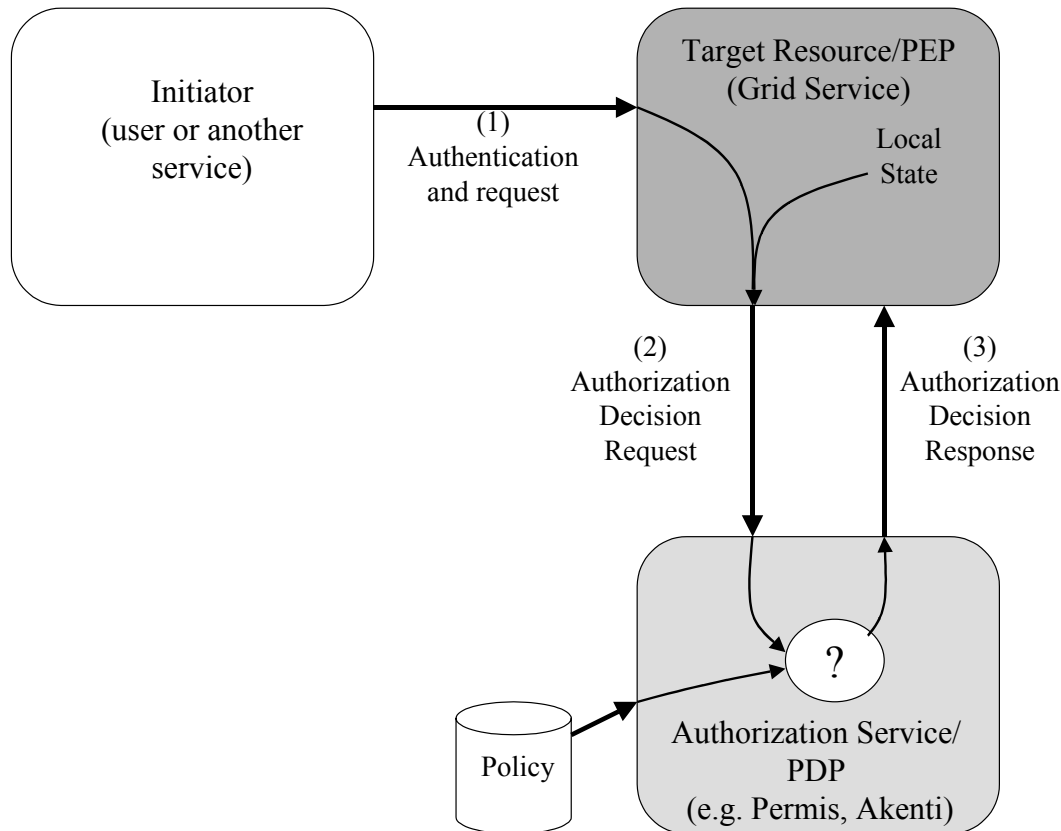 Initiator
(user or another
service)
(1)
Authentication
and request
Target Resource/PEP
(Grid Service)
Local
State
(2)
Authorization
Decision
Request
(3)
Authorization
Decision
Response
?
Policy
Authorization Service/
PDP
(e.g. Permis, Akenti)